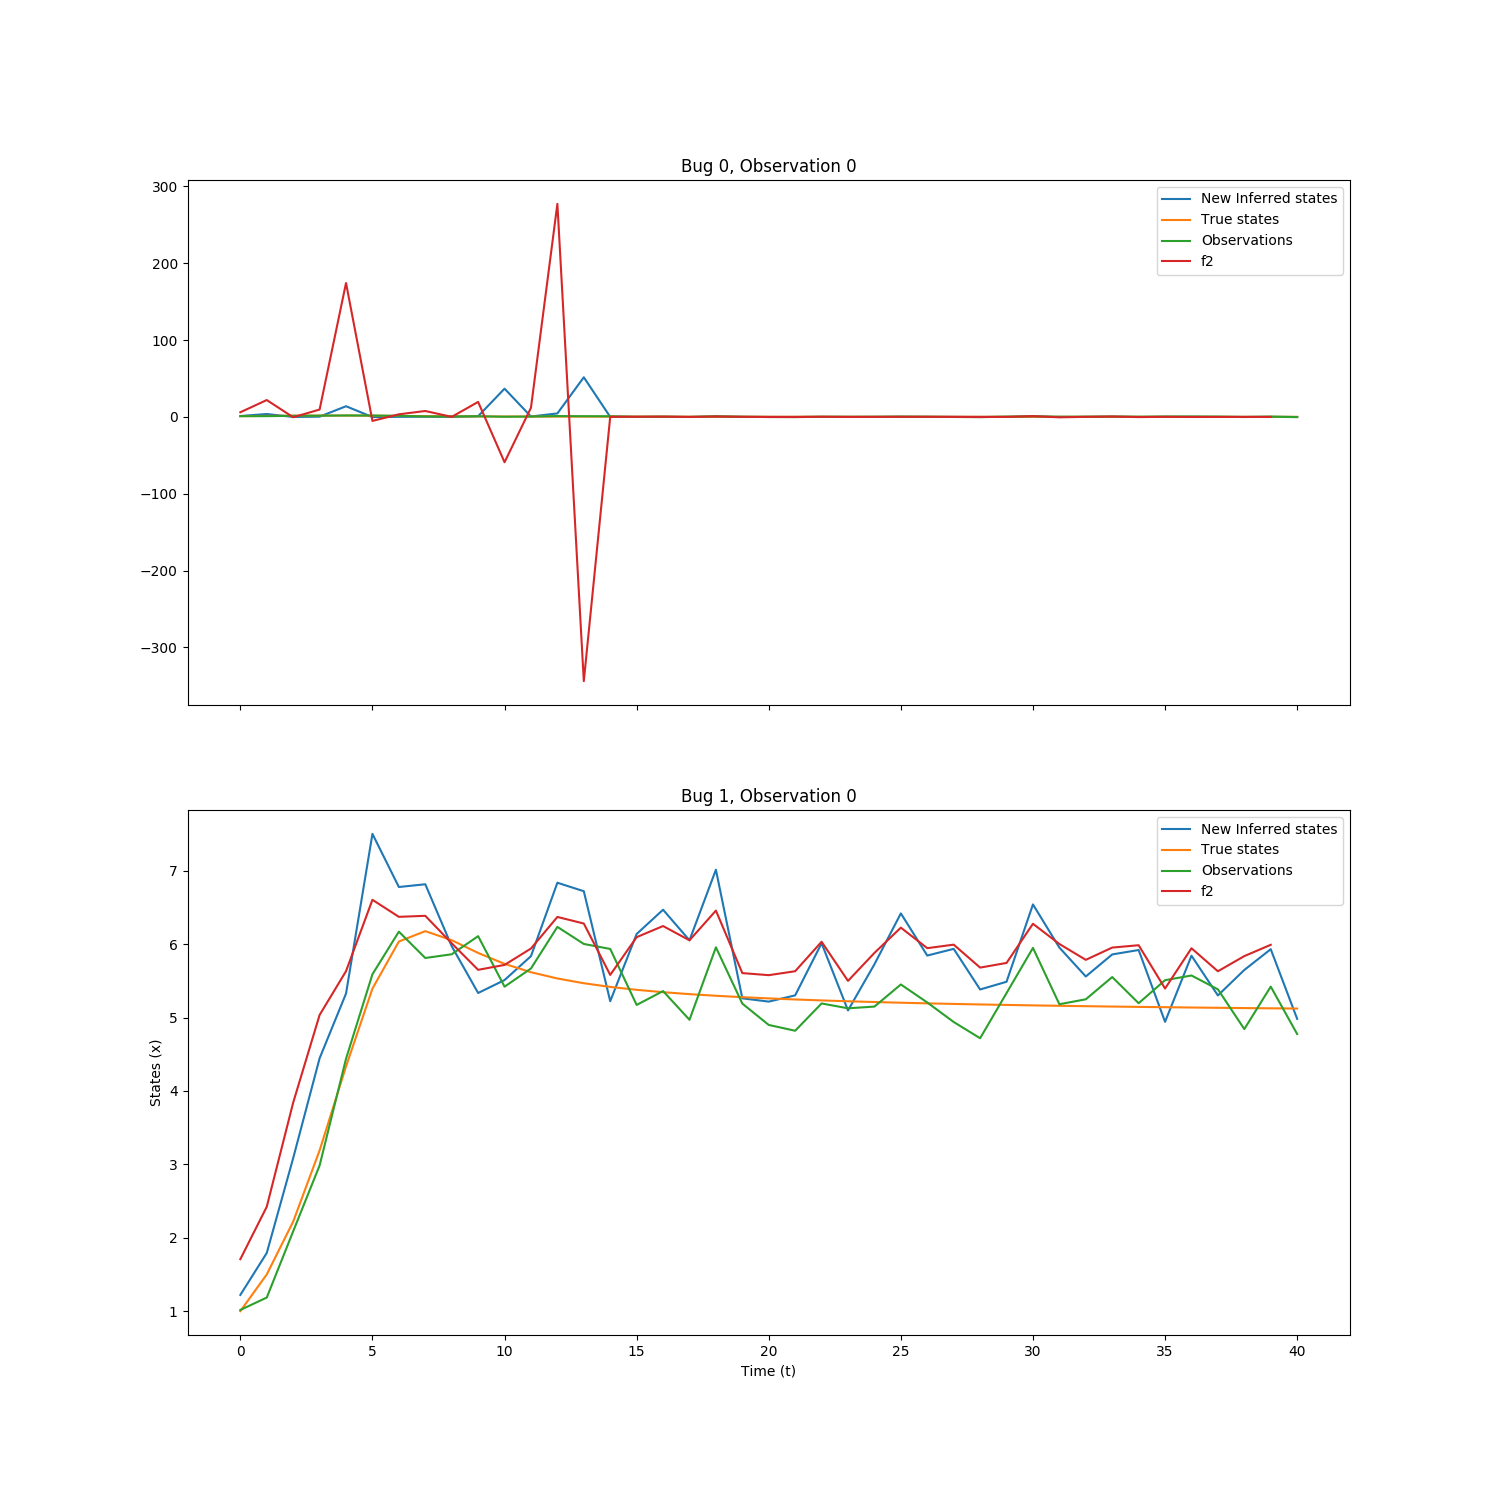 Bug 0, Observation 0
300
200
100
0
−100
−200
−300
New Inferred states
True states
Observations
f2
Bug 1, Observation 0
New Inferred states
True states
Observations
f2
7
6
5
4
3
2
1
States (x)
0 5 10 15 20 25 30 35 40
Time (t)